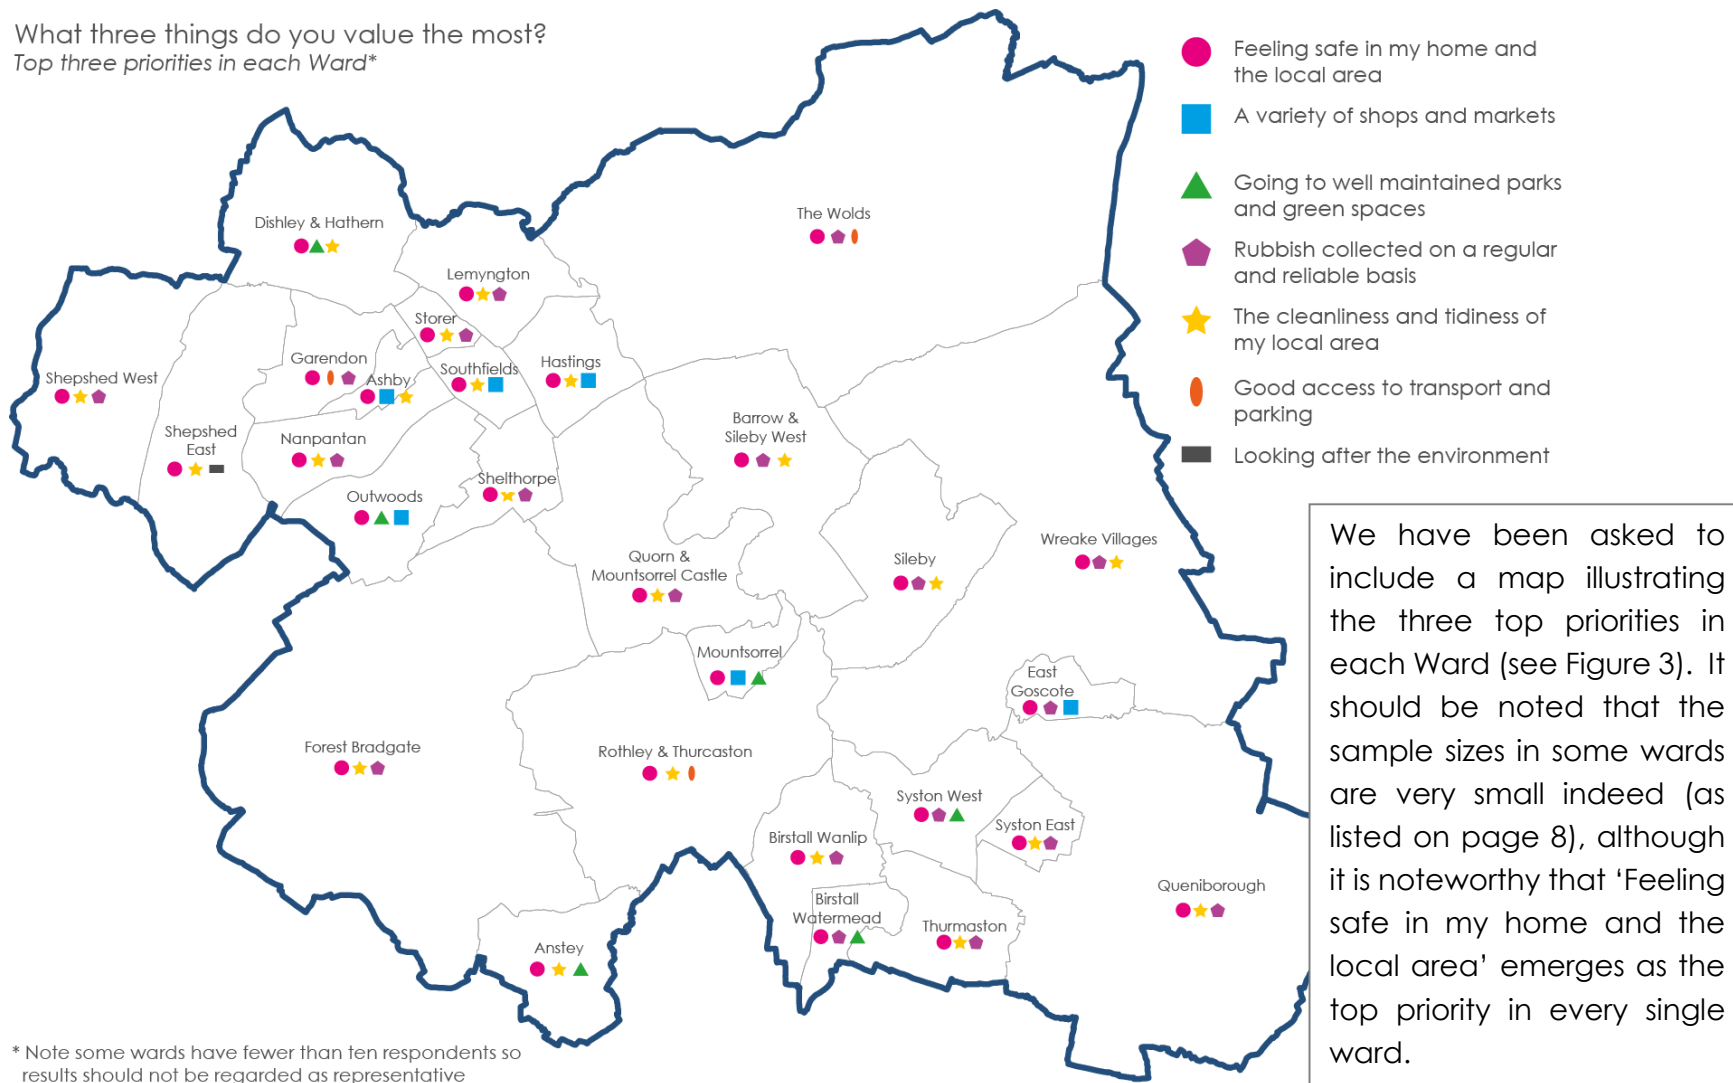 What three things do you value the most?
Top three priorities in each Ward*
Feeling safe in my home and
the local area
A variety of shops and markets
Going to well maintained parks
and green spaces
Rubbish collected on a regular
and reliable basis
The cleanliness and tidiness of
my local area
Good access to transport and
parking
Looking after the environment
The Wolds
Dishley & Hathern
Lemyngton
Storer
Garendon
Ashby
Southfields
Hastings
Shepshed West
Shepshed
East
Nanpantan
Barrow &
Sileby West
Shelthorpe
Outwoods
Quorn &
Mountsorrel Castle
Sileby
Wreake Villages
Mountsorrel
East
Goscote
Forest Bradgate
Rothley & Thurcaston
Syston West
Syston East
Birstall Wanlip
Queniborough
Birstall
Watermead
Thurmaston
Anstey
We have been asked to
include a map illustrating
the three top priorities in
each Ward (see Figure 3). It
should be noted that the
sample sizes in some wards
are very small indeed (as
listed on page 8), although
it is noteworthy that ‘Feeling
safe in my home and the
local area’ emerges as the
top priority in every single
ward.
* Note some wards have fewer than ten respondents so
results should not be regarded as representative